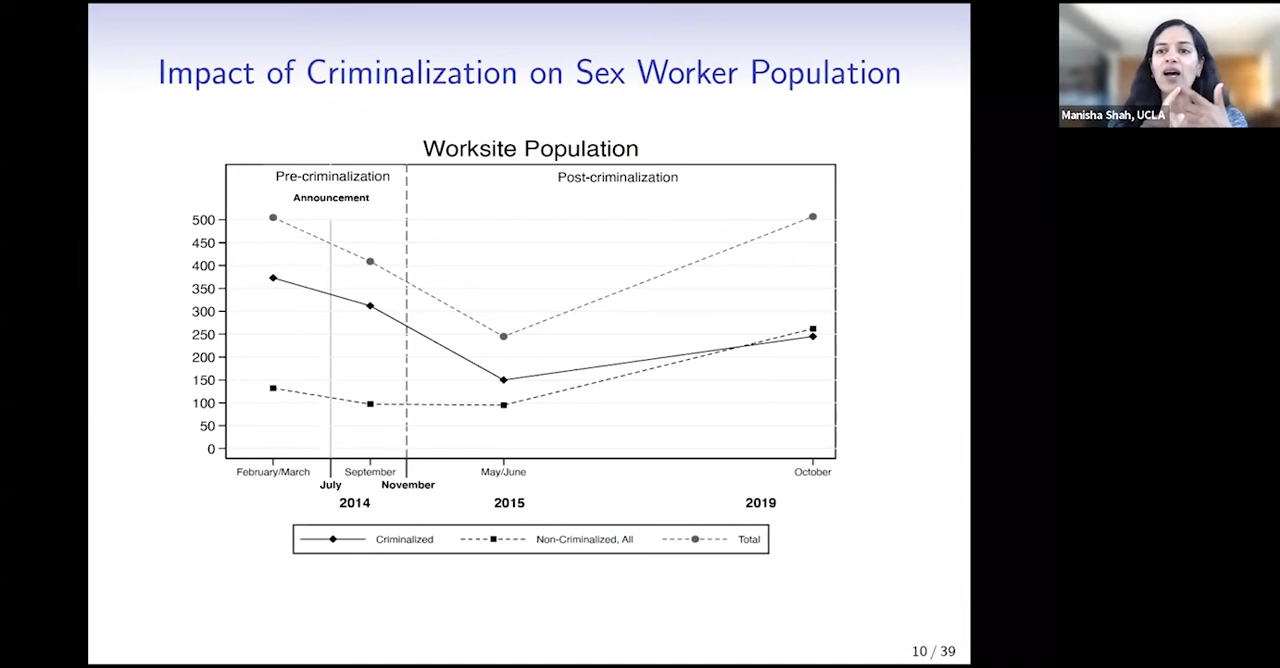 Impact of Criminalization on Sex Worker Population
Manisha Shah, UCLA
Worksite Population
Pre-criminalization
Post-criminalization
Announcement
500
450
400
350
300
250
200
150
100
50
0
February/March
September
May/June
October
July
November
2014
2015
2019
Criminalized
Non-Criminalized, All
Total
10 / 39